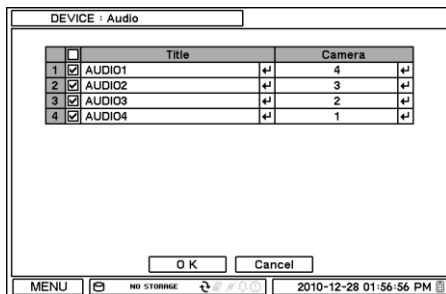 DEVICE : Audio
Title Camera
1 AUDIO1 4
2 AUDIO2 3
3 AUDIO3 2
4 AUDIO4 1
OK Cancel
MENU NO STORAGE 2010-12-28 01:56:56 PM